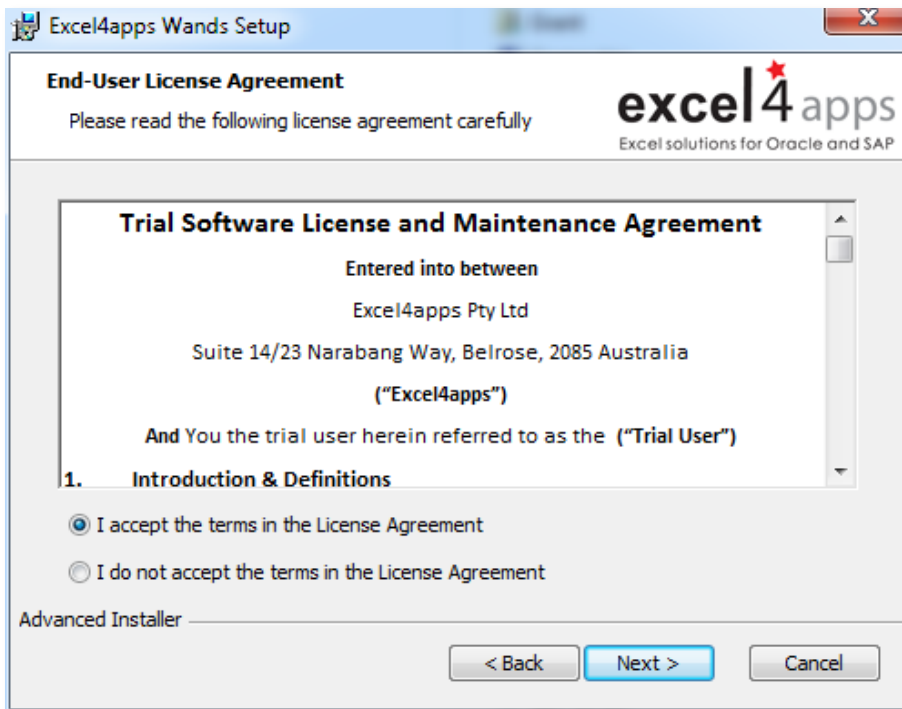 Excel4apps Wands Setup
End-User License Agreement
Please read the following license agreement carefully
excel4apps
Excel solutions for Oracle and SAP
Trial Software License and Maintenance Agreement
Entered into between
Excel4apps Pty Ltd
Suite 14/23 Narabang Way, Belrose, 2085 Australia
(“Excel4apps”)
And You the trial user herein referred to as the (“Trial User”)
1. Introduction & Definitions
I accept the terms in the License Agreement
I do not accept the terms in the License Agreement
Advanced Installer
< Back Next > Cancel